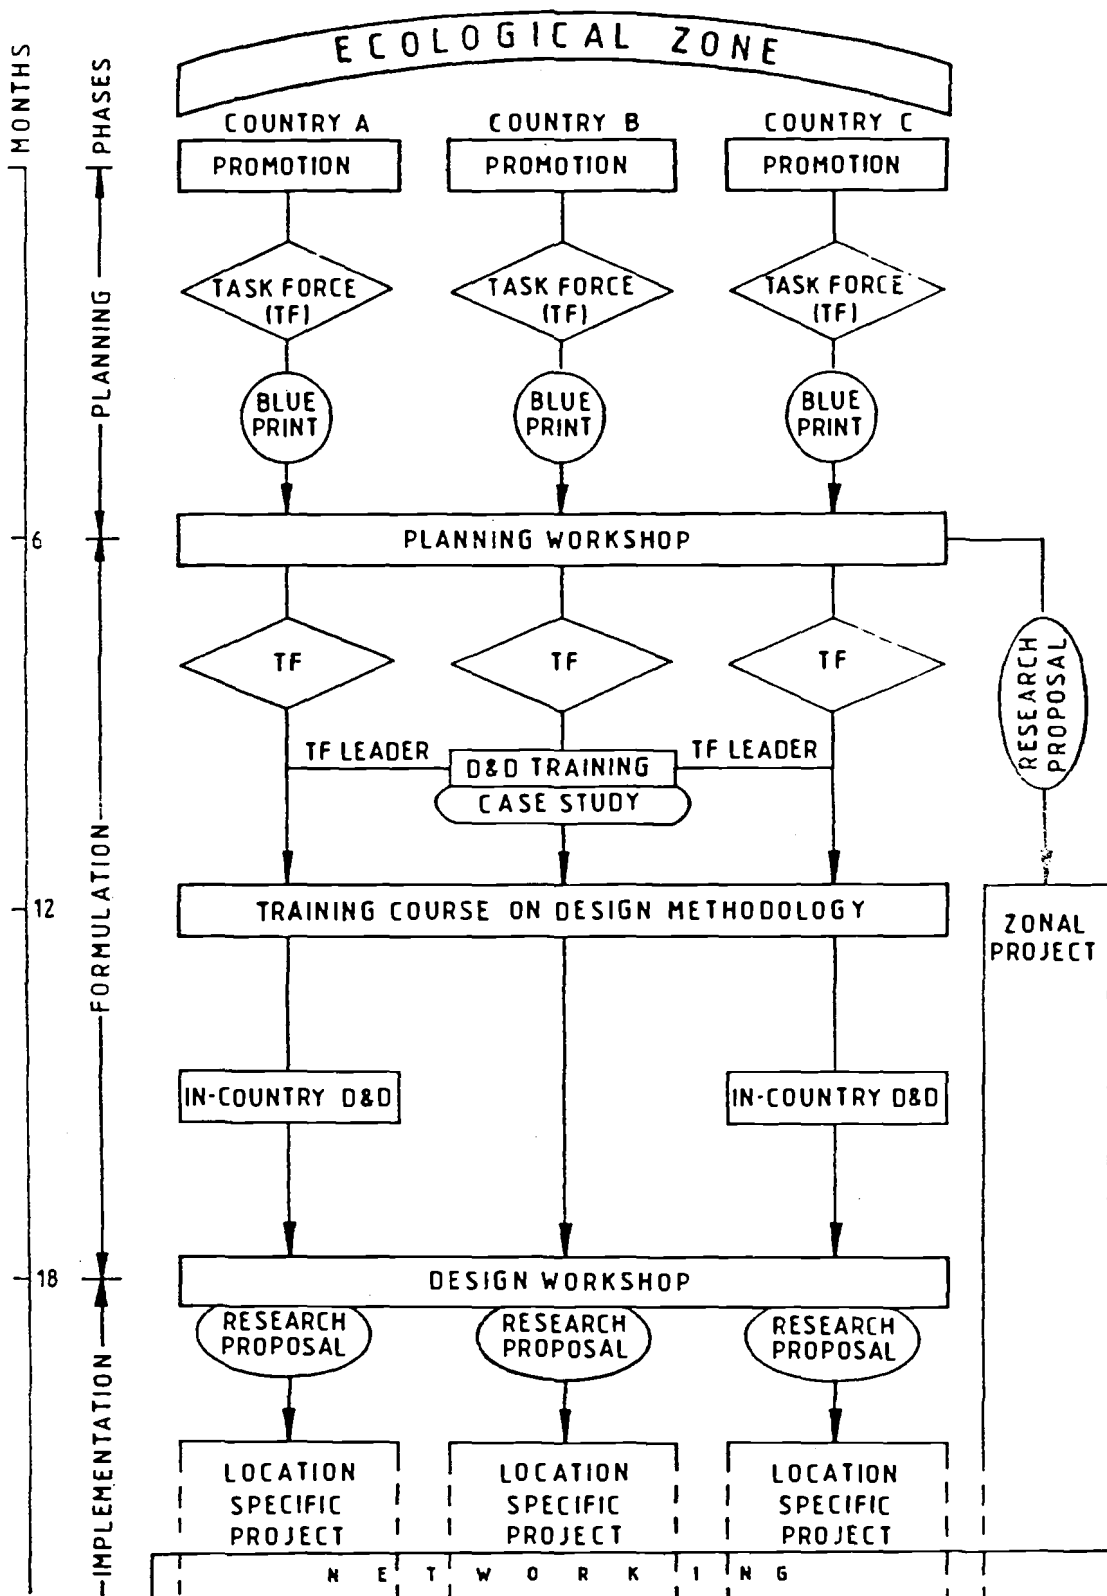 ECOLOGICAL ZONE
MONTHS
PHASES
COUNTRY A
COUNTRY B
COUNTRY C
PROMOTION
PROMOTION
PROMOTION
PLANNING
TASK FORCE
(TF)
TASK FORCE
(TF)
TASK FORCE
(TF)
BLUE
PRINT
BLUE
PRINT
BLUE
PRINT
6
PLANNING WORKSHOP
TF
TF
TF
RESEARCH
PROPOSAL
TF LEADER
D&D TRAINING
TF LEADER
CASE STUDY
FORMULATION
12
TRAINING COURSE ON DESIGN METHODOLOGY
ZONAL
PROJECT
IN-COUNTRY D&D
IN-COUNTRY D&D
18
DESIGN WORKSHOP
RESEARCH
PROPOSAL
RESEARCH
PROPOSAL
RESEARCH
PROPOSAL
IMPLEMENTATION
LOCATION
SPECIFIC
PROJECT
LOCATION
SPECIFIC
PROJECT
LOCATION
SPECIFIC
PROJECT
NETWORKING